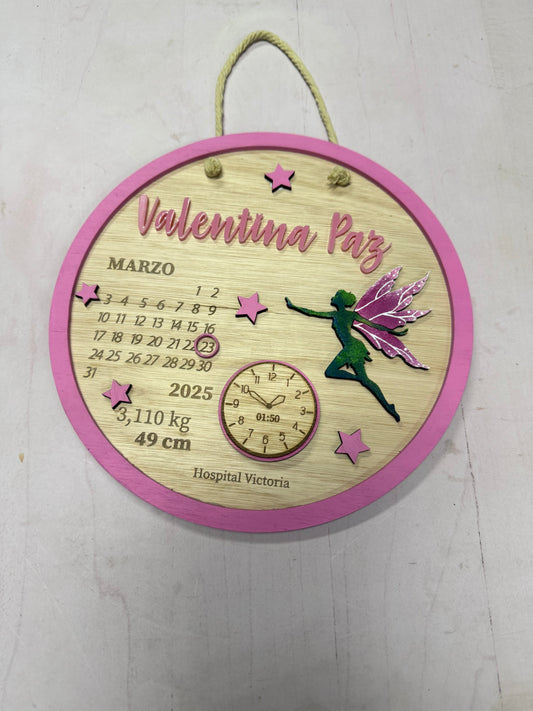 Valentina Paz
MARZO
1 2
3 4 5 6 7 8 9
10 11 12 13 14 15 16
17 18 19 20 21 22 23
24 25 26 27 28 29 30
31
2025
3,110 kg
49 cm
12
1
2
3
4
5
6
7
8
9
10
11
01:50
Hospital Victoria